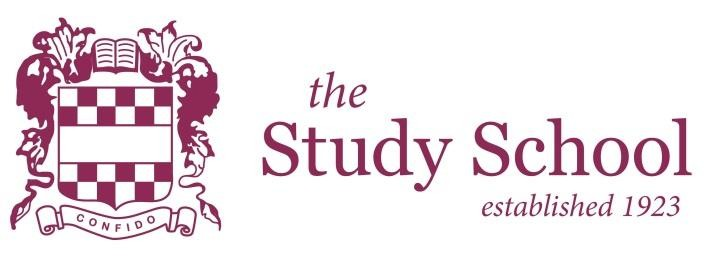 the
Study School
established 1923
CONFIDO